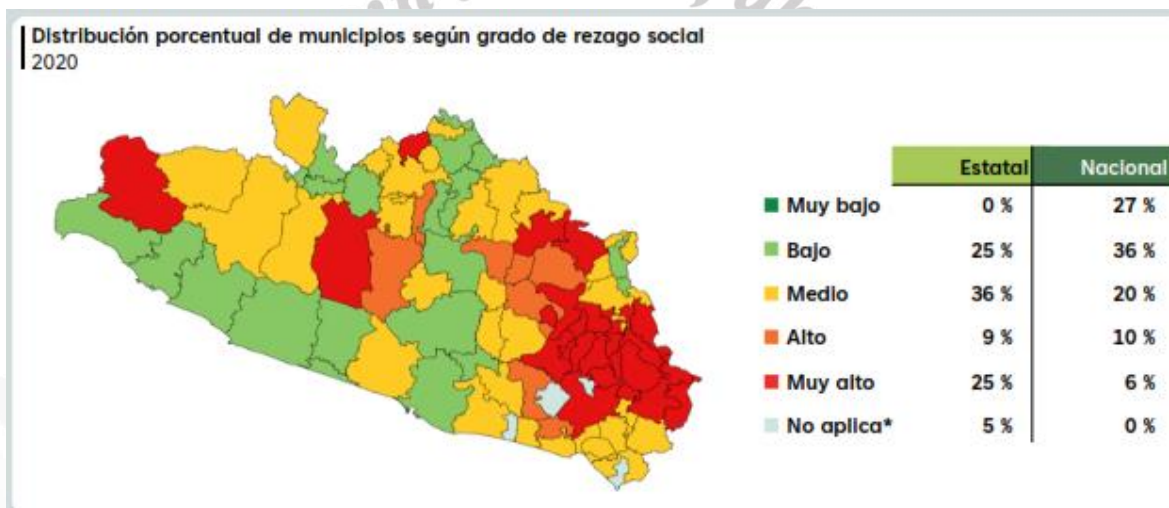 Distribución porcentual de municipios según grado de rezago social
2020
Estatal Nacional
Muy bajo 0 % 27 %
Bajo 25 % 36 %
Medio 36 % 20 %
Alto 9 % 10 %
Muy alto 25 % 6 %
No aplica* 5 % 0 %